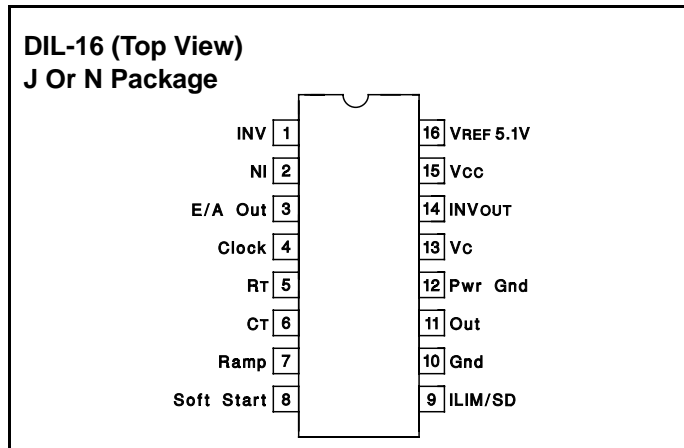 DIL-16 (Top View)
J Or N Package
INV 1
NI 2
E/A Out 3
Clock 4
RT 5
CT 6
Ramp 7
Soft Start 8
16 VREF 5.1V
15 VCC
14 INVOUT
13 VC
12 Pwr Gnd
11 Out
10 Gnd
9 ILIM/SD